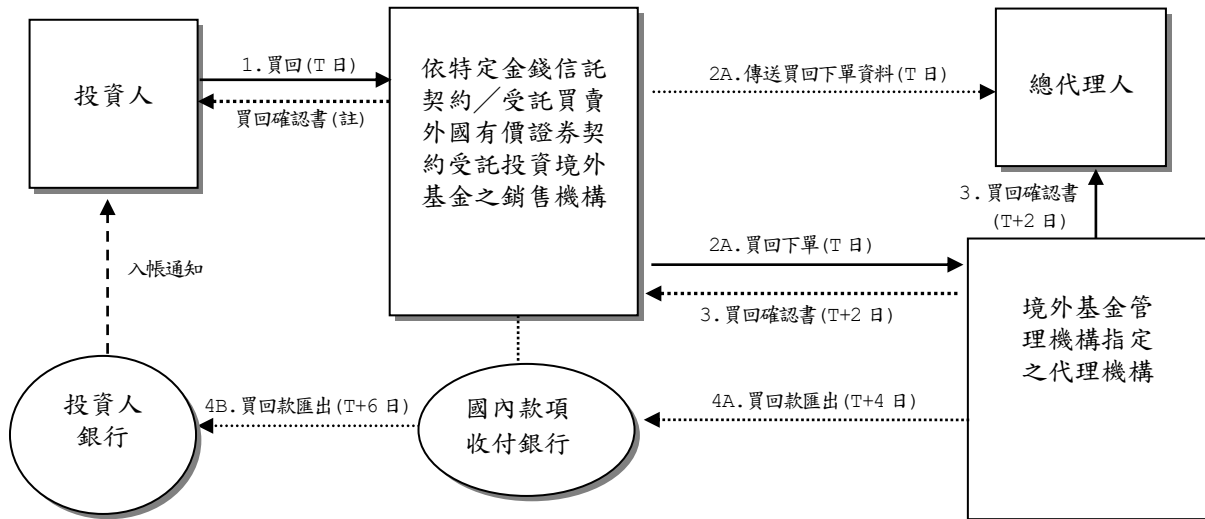 投資人
1.買回(T 日)
買回確認書(註)
依特定金錢信託
契約╱受託買賣
外國有價證券契
約受託投資境外
基金之銷售機構
2A.傳送買回下單資料(T 日)
總代理人
3.買回確認書
(T+2 日)
2A.買回下單(T 日)
3.買回確認書(T+2 日)
境外基金管
理機構指定
之代理機構
入帳通知
投資人
銀行
4B.買回款匯出(T+6 日)
國內款項
收付銀行
4A.買回款匯出(T+4 日)